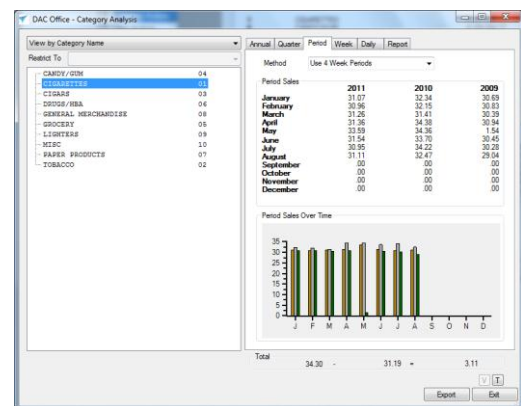 DAC Office - Category Analysis
View by Category Name
Restrict To
CANDY/GUM 04
CIGARETTES 01
CIGARS 03
DRUGS/HBA 06
GENERAL MERCHANDISE 08
GROCERY 05
LIGHTERS 09
MISC 10
PAPER PRODUCTS 07
TOBACCO 02
Annual Quarter Period Week Daily Report
Method Use 4 Week Periods
Period Sales
2011 2010 2009
January 31.07 32.34 30.69
February 30.96 32.15 30.83
March 31.26 31.41 30.39
April 31.36 34.38 30.94
May 33.59 34.36 1.54
June 31.54 33.70 30.45
July 30.95 34.22 30.28
August 31.11 32.47 29.04
September .00 .00 .00
October .00 .00 .00
November .00 .00 .00
December .00 .00 .00
Period Sales Over Time
35
30
25
20
15
10
5
0
J F M A M J J A S O N D
Total
34.30 - 31.19 = 3.11
V T
Export Exit